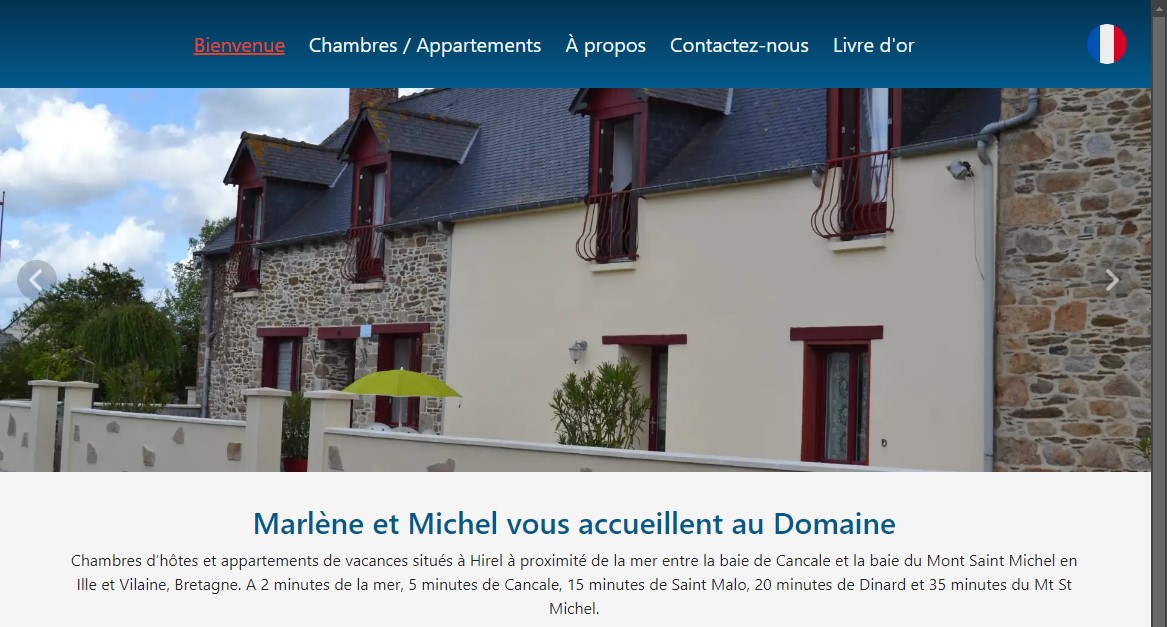 Bienvenue Chambres / Appartements À propos Contactez-nous Livre d'or
Marlène et Michel vous accueillent au Domaine
Chambres d’hôtes et appartements de vacances situés à Hirel à proximité de la mer entre la baie de Cancale et la baie du Mont Saint Michel en
Ille et Vilaine, Bretagne. A 2 minutes de la mer, 5 minutes de Cancale, 15 minutes de Saint Malo, 20 minutes de Dinard et 35 minutes du Mt St
Michel.